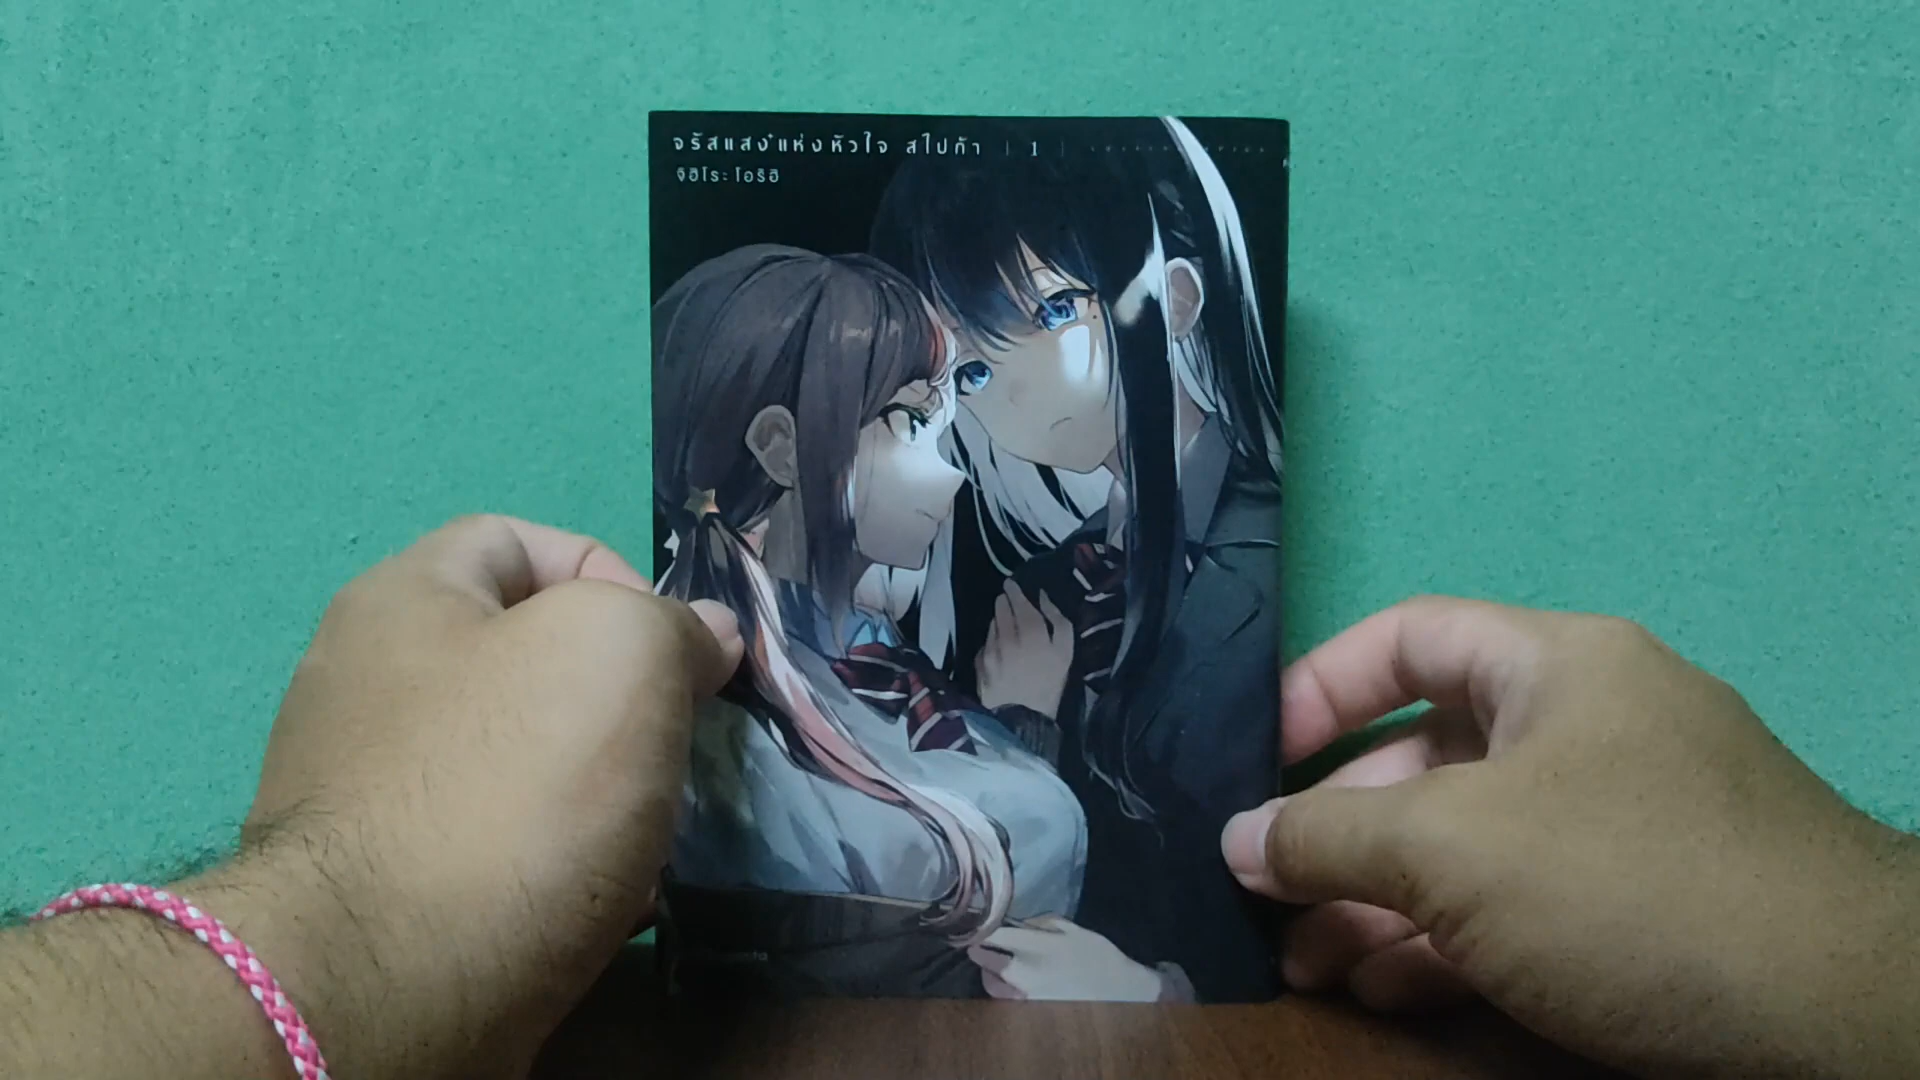 จรัสแสงแห่งหัวใจ สไปก้า | 1 |
จิฮิโระ โอริฮิ